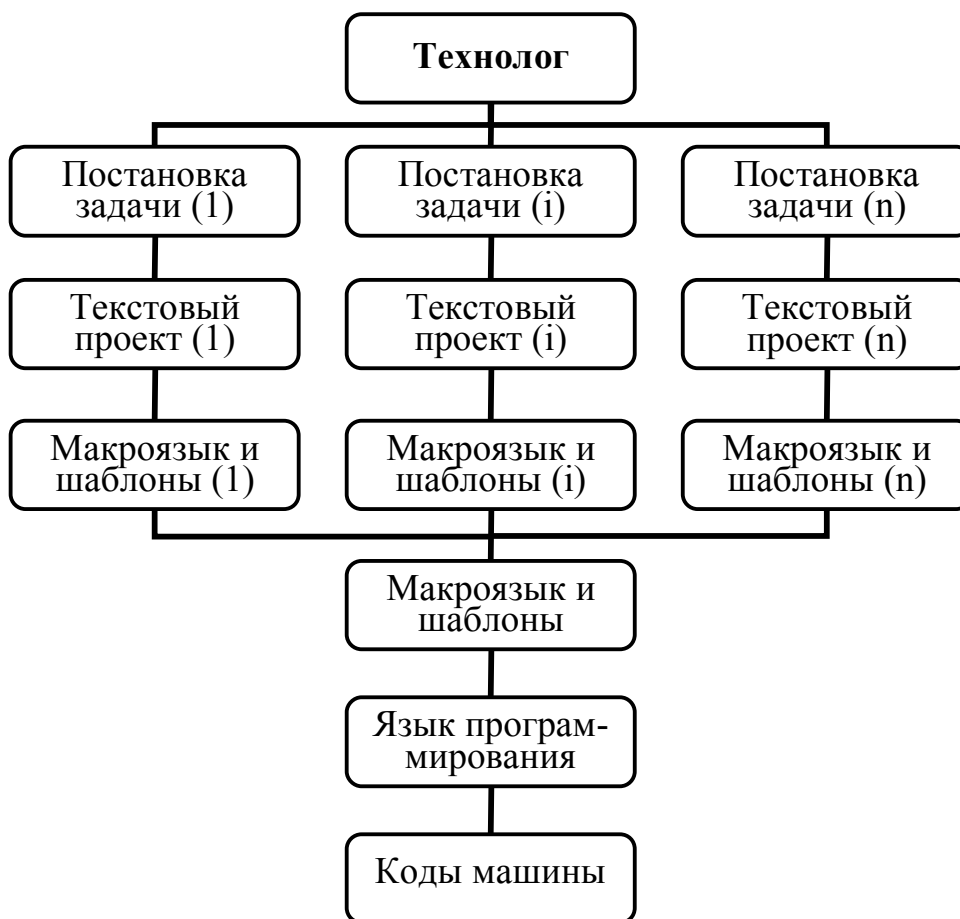 Технолог
Постановка
задачи (1)
Постановка
задачи (i)
Постановка
задачи (n)
Текстовый
проект (1)
Текстовый
проект (i)
Текстовый
проект (n)
Макроязык и
шаблоны (1)
Макроязык и
шаблоны (i)
Макроязык и
шаблоны (n)
Макроязык и
шаблоны
Язык програм-
мирования
Коды машины